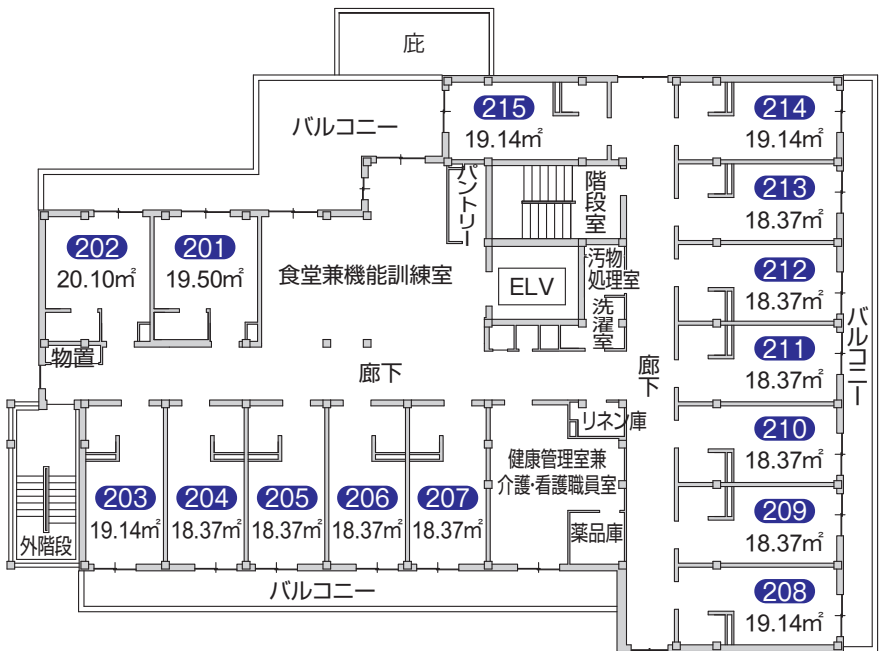 庇
バルコニー
215
19.14㎡
214
19.14㎡
パントリー
階段室
213
18.37㎡
202
20.10㎡
201
19.50㎡
食堂兼機能訓練室
ELV
汚物
処理室
洗濯室
212
18.37㎡
バルコニー
物置
廊下
廊下
211
18.37㎡
リネン庫
210
18.37㎡
健康管理室兼
介護・看護職員室
203
19.14㎡
204
18.37㎡
205
18.37㎡
206
18.37㎡
207
18.37㎡
薬品庫
209
18.37㎡
外階段
バルコニー
208
19.14㎡